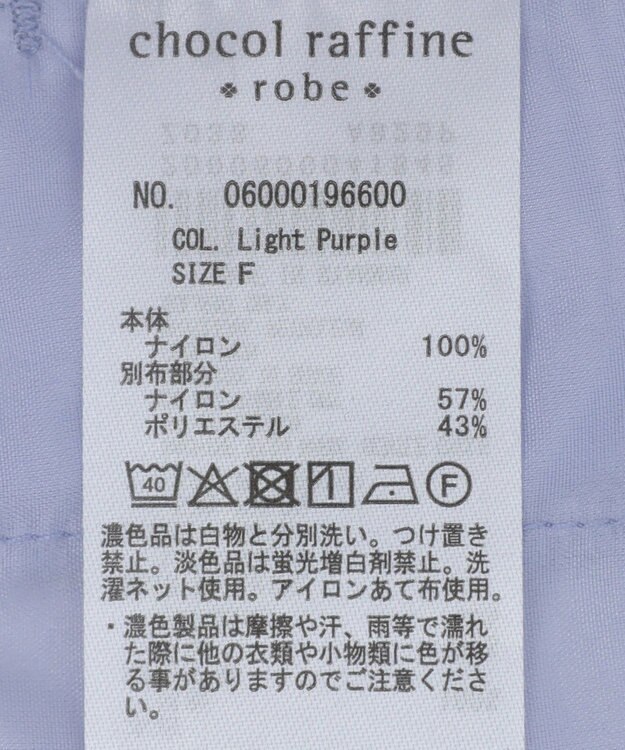 chocol raffine
robe
NO. 06000196600
COL. Light Purple
SIZE F
本体
ナイロン 100%
別布部分
ナイロン 57%
ポリエステル 43%
40 F
濃色品は白物と分別洗い。つけ置き
禁止。淡色品は蛍光増白剤禁止。洗
濯ネット使用。アイロンあて布使用。
・濃色製品は摩擦や汗、雨等で濡れ
た際に他の衣類や小物類に色が移
る事がありますのでご注意くださ
い。